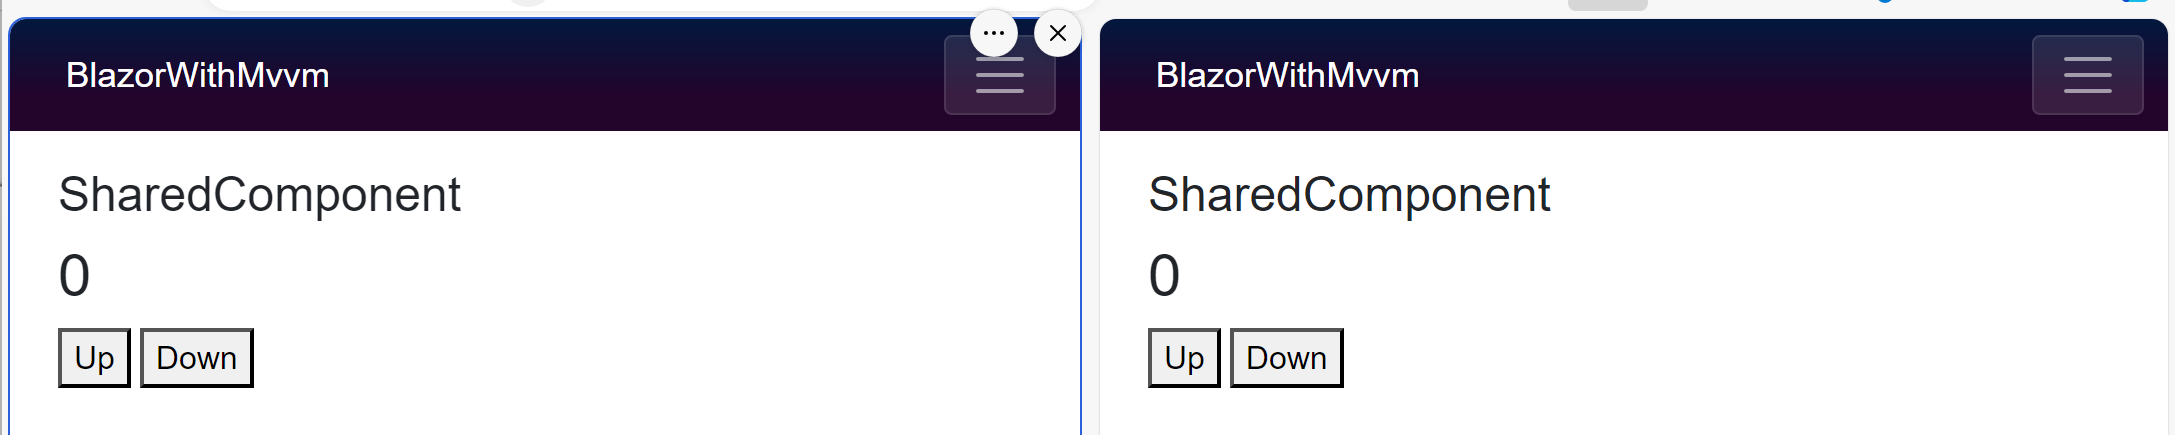 BlazorWithMvvm
SharedComponent
0
Up Down
BlazorWithMvvm
SharedComponent
0
Up Down